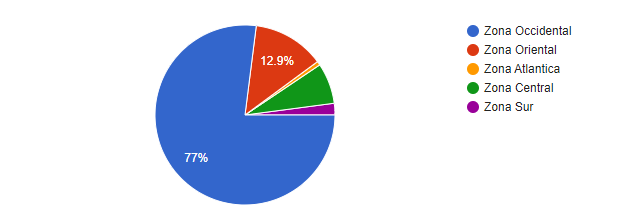 12.9%
77%
Zona Occidental
Zona Oriental
Zona Atlantica
Zona Central
Zona Sur